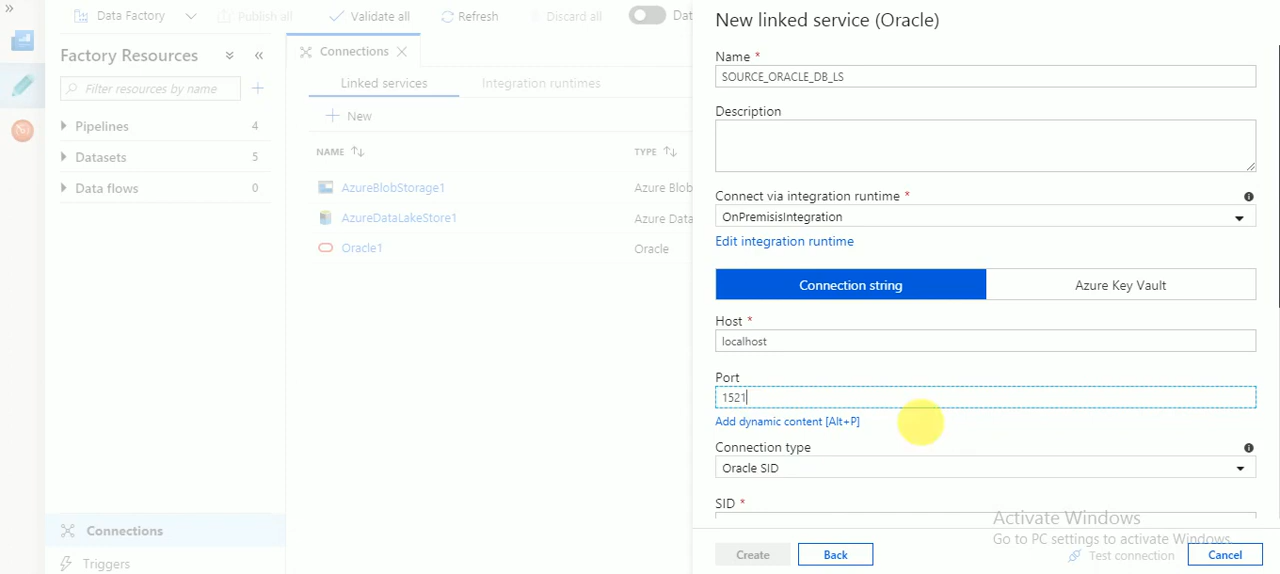 »
Data Factory
Publish all
Validate all
Refresh
Discard all
Dat
Factory Resources
«
Filter resources by name
+
Pipelines 4
Datasets 5
Data flows 0
Connections
Triggers
Connections
Linked services
Integration runtimes
+ New
NAME TYPE
AzureBlobStorage1 Azure Blob
AzureDataLakeStore1 Azure Data
Oracle1 Oracle
New linked service (Oracle)
Name *
SOURCE_ORACLE_DB_LS
Description
Connect via integration runtime *
OnPremisisIntegration
Edit integration runtime
Connection string
Azure Key Vault
Host *
localhost
Port
1521
Add dynamic content [Alt+P]
Connection type
Oracle SID
SID *
Activate Windows
Go to PC settings to activate Windows.
Create
Back
Test connection
Cancel